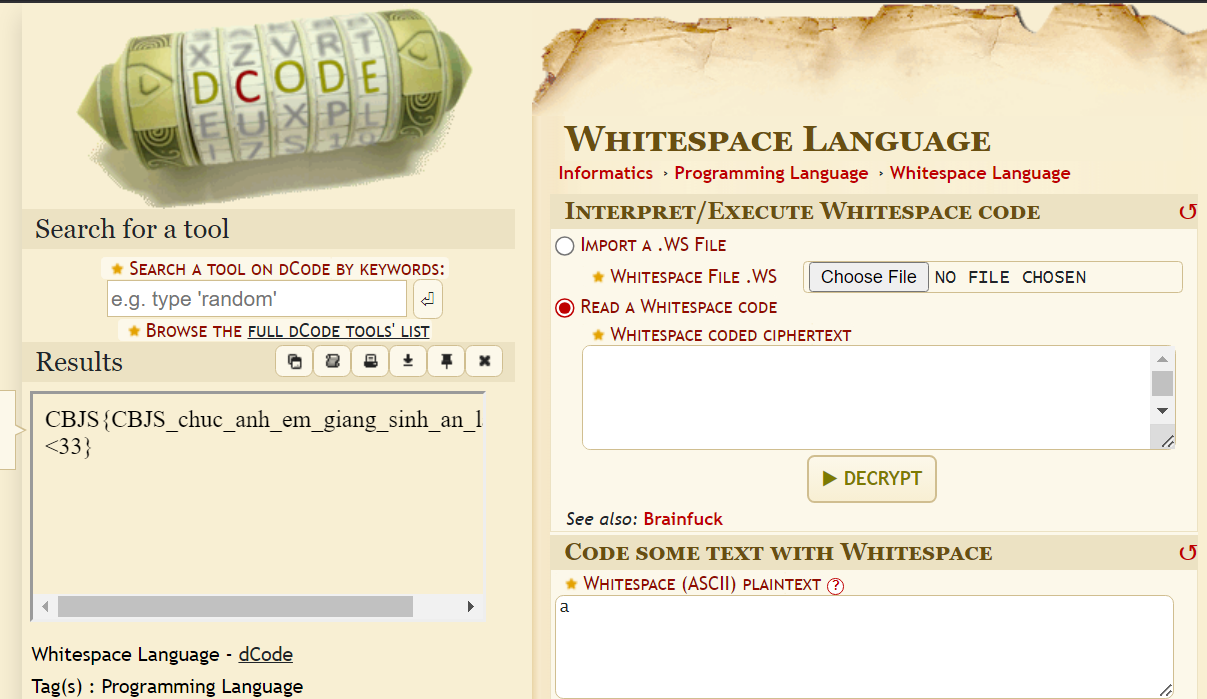 X Z V R T
D C O D E
E U X P L
I Z S 1 0
Search for a tool
★ Search a tool on dCode by keywords:
e.g. type 'random'
★ Browse the full dCode tools' list
Results
CBJS{CBJS_chuc_anh_em_giang_sinh_an_
<33}
Whitespace Language - dCode
Tag(s) : Programming Language
Whitespace Language
Informatics › Programming Language › Whitespace Language
Interpret/Execute Whitespace code
Import a .WS File
★ Whitespace File .WS Choose File No file chosen
Read a Whitespace code
★ Whitespace coded ciphertext
▶ DECRYPT
See also: Brainfuck
Code some text with Whitespace
★ Whitespace (ASCII) plaintext ?
a